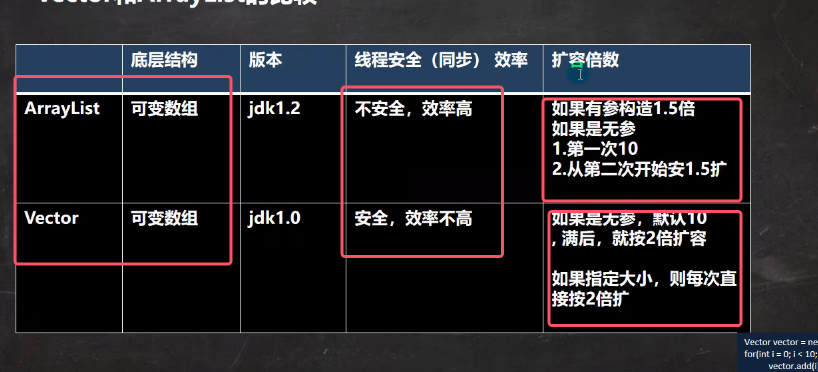 Vector和ArrayList的比较
底层结构
版本
线程安全（同步） 效率
扩容倍数
ArrayList
可变数组
jdk1.2
不安全，效率高
如果有参构造1.5倍
如果是无参
1.第一次10
2.从第二次开始安1.5扩
Vector
可变数组
jdk1.0
安全，效率不高
如果是无参，默认10
, 满后，就按2倍扩容
如果指定大小，则每次直
接按2倍扩
Vector vector = ne
for(int i = 0; i < 10;
vector.add(i